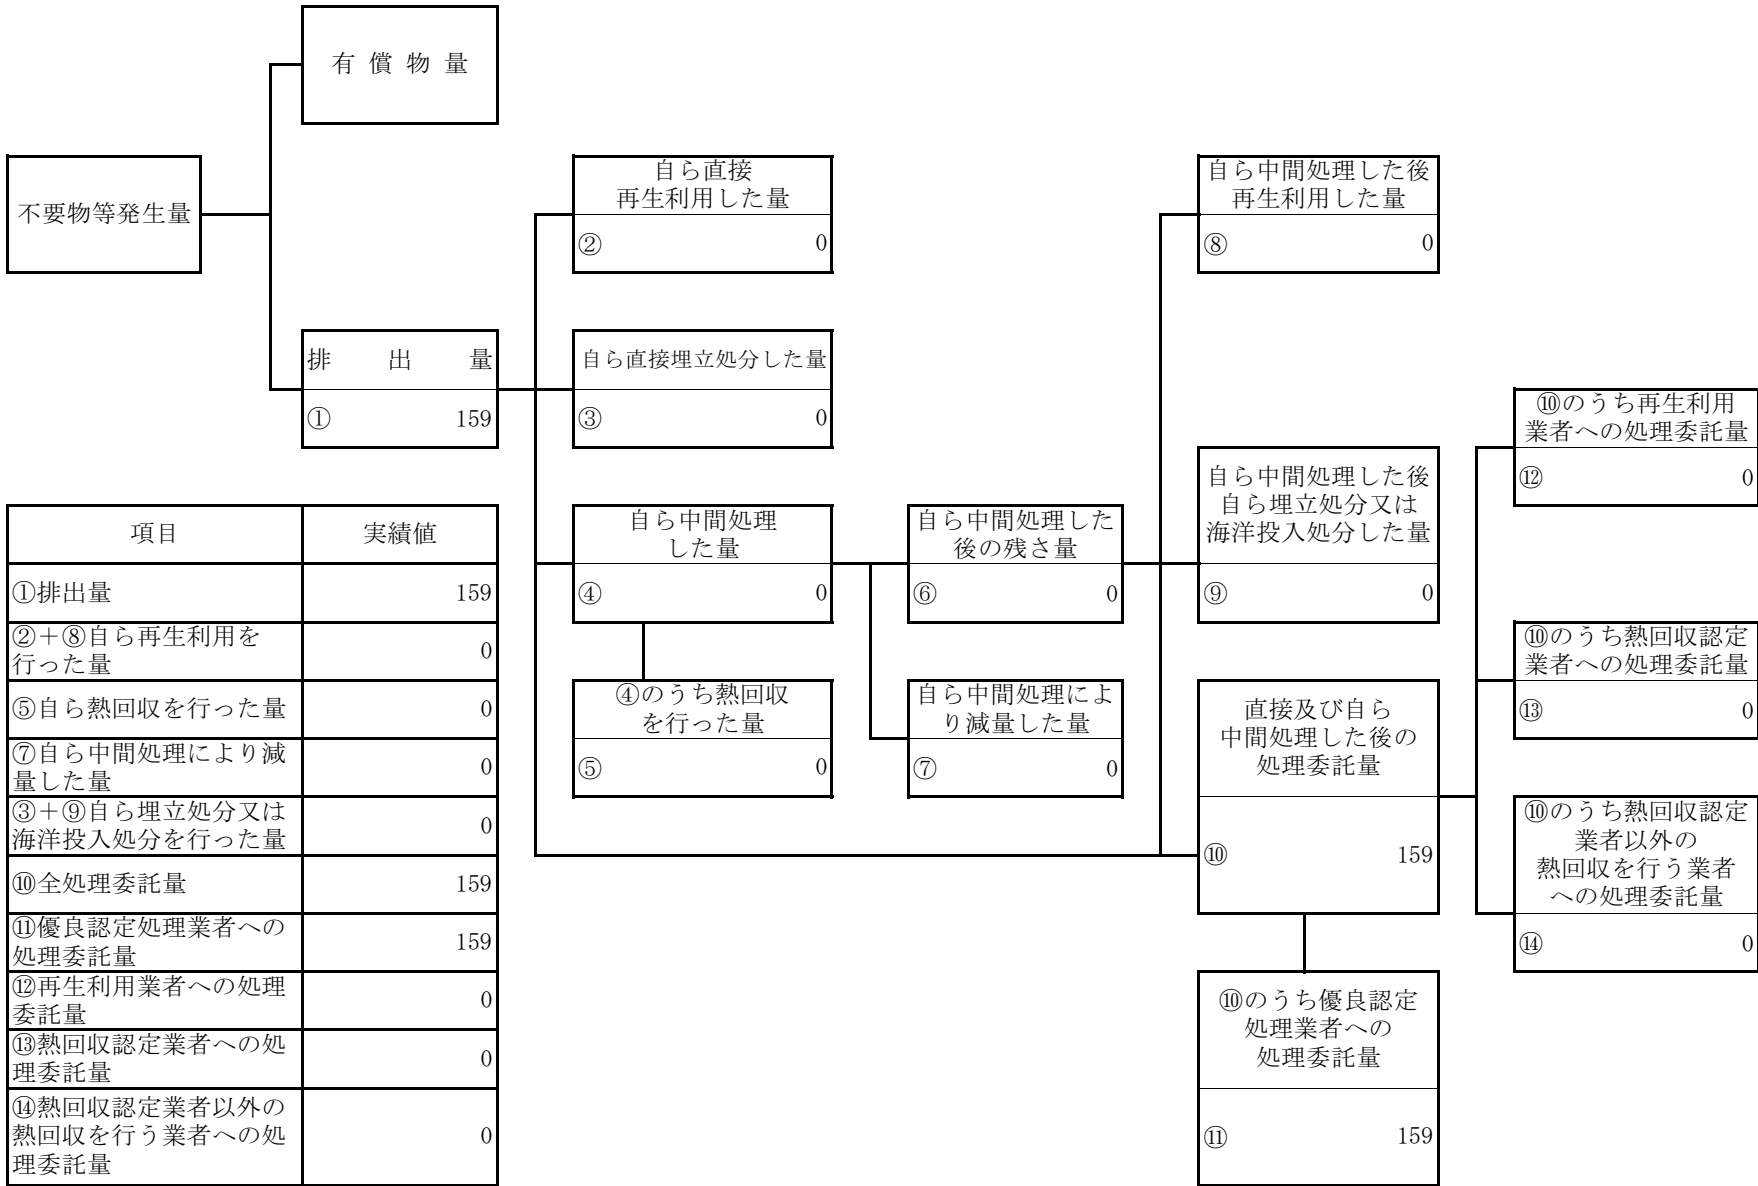 有償物量
不要物等発生量
排出量
① 159
自ら直接
再生利用した量
② 0
自ら直接埋立処分した量
③ 0
自ら中間処理
した量
④ 0
④のうち熱回収
を行った量
⑤ 0
自ら中間処理した
後の残さ量
⑥ 0
自ら中間処理によ
り減量した量
⑦ 0
自ら中間処理した後
再生利用した量
⑧ 0
自ら中間処理した後
自ら埋立処分又は
海洋投入処分した量
⑨ 0
直接及び自ら
中間処理した後の
処理委託量
⑩ 159
⑩のうち優良認定
処理業者への
処理委託量
⑪ 159
⑩のうち再生利用
業者への処理委託量
⑫ 0
⑩のうち熱回収認定
業者への処理委託量
⑬ 0
⑩のうち熱回収認定
業者以外の
熱回収を行う業者
への処理委託量
⑭ 0
項目 実績値
①排出量 159
②+⑧自ら再生利用を
行った量 0
⑤自ら熱回収を行った量 0
⑦自ら中間処理により減
量した量 0
③+⑨自ら埋立処分又は
海洋投入処分を行った量 0
⑩全処理委託量 159
⑪優良認定処理業者への
処理委託量 159
⑫再生利用業者への処理
委託量 0
⑬熱回収認定業者への処
理委託量 0
⑭熱回収認定業者以外の
熱回収を行う業者への処
理委託量 0